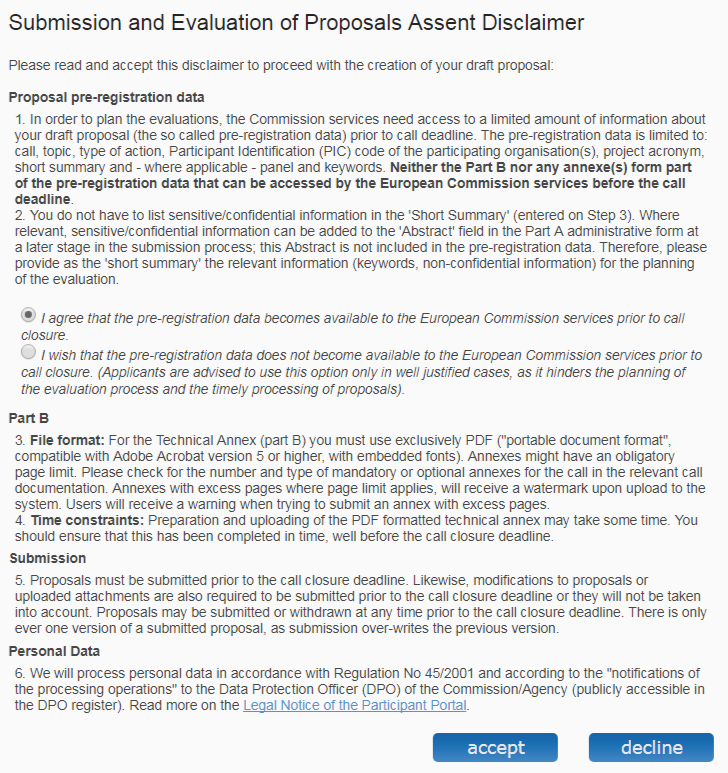 Submission and Evaluation of Proposals Assent Disclaimer
Please read and accept this disclaimer to proceed with the creation of your draft proposal:
Proposal pre-registration data
1. In order to plan the evaluations, the Commission services need access to a limited amount of information about
your draft proposal (the so called pre-registration data) prior to call deadline. The pre-registration data is limited to:
call, topic, type of action, Participant Identification (PIC) code of the participating organisation(s), project acronym,
short summary and - where applicable - panel and keywords. Neither the Part B nor any annexe(s) form part
of the pre-registration data that can be accessed by the European Commission services before the call
deadline.
2. You do not have to list sensitive/confidential information in the 'Short Summary' (entered on Step 3). Where
relevant, sensitive/confidential information can be added to the 'Abstract' field in the Part A administrative form at
a later stage in the submission process; this Abstract is not included in the pre-registration data. Therefore, please
provide as the 'short summary' the relevant information (keywords, non-confidential information) for the planning
of the evaluation.
I agree that the pre-registration data becomes available to the European Commission services prior to call
closure.
I wish that the pre-registration data does not become available to the European Commission services prior to
call closure. (Applicants are advised to use this option only in well justified cases, as it hinders the planning of
the evaluation process and the timely processing of proposals).
Part B
3. File format: For the Technical Annex (part B) you must use exclusively PDF ("portable document format",
compatible with Adobe Acrobat version 5 or higher, with embedded fonts). Annexes might have an obligatory
page limit. Please check for the number and type of mandatory or optional annexes for the call in the relevant call
documentation. Annexes with excess pages where page limit applies, will receive a watermark upon upload to the
system. Users will receive a warning when trying to submit an annex with excess pages.
4. Time constraints: Preparation and uploading of the PDF formatted technical annex may take some time. You
should ensure that this has been completed in time, well before the call closure deadline.
Submission
5. Proposals must be submitted prior to the call closure deadline. Likewise, modifications to proposals or
uploaded attachments are also required to be submitted prior to the call closure deadline or they will not be taken
into account. Proposals may be submitted or withdrawn at any time prior to the call closure deadline. There is only
ever one version of a submitted proposal, as submission over-writes the previous version.
Personal Data
6. We will process personal data in accordance with Regulation No 45/2001 and according to the "notifications of
the processing operations" to the Data Protection Officer (DPO) of the Commission/Agency (publicly accessible in
the DPO register). Read more on the Legal Notice of the Participant Portal.
accept decline